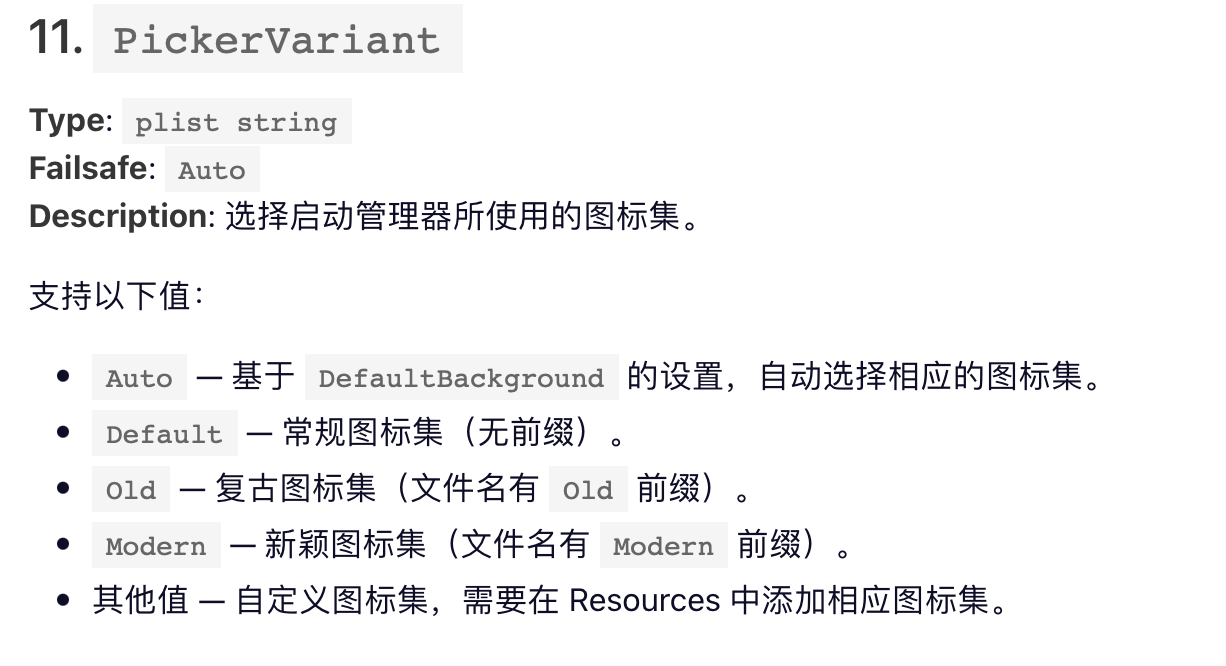 11. PickerVariant
Type: plist string
Failsafe: Auto
Description: 选择启动管理器所使用的图标集。
支持以下值：
• Auto — 基于 DefaultBackground 的设置，自动选择相应的图标集。
• Default — 常规图标集（无前缀）。
• Old — 复古图标集（文件名有 Old 前缀）。
• Modern — 新颖图标集（文件名有 Modern 前缀）。
• 其他值 — 自定义图标集，需要在 Resources 中添加相应图标集。